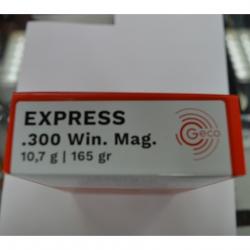 EXPRESS
.300 Win. Mag.
10,7 g | 165 gr
Geco